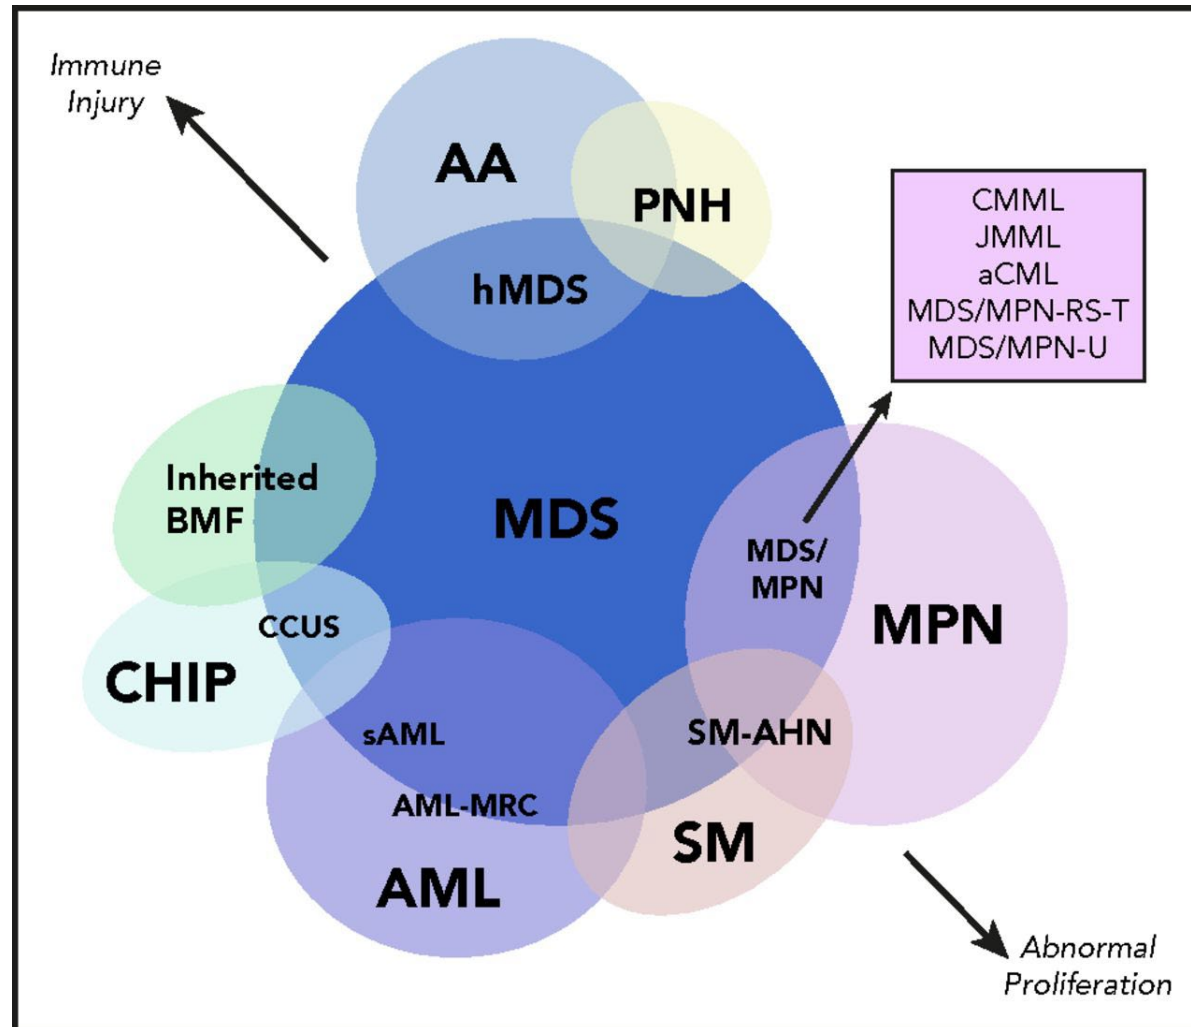 Immune
Injury
AA
PNH
hMDS
CMML
JMML
aCML
MDS/MPN-RS-T
MDS/MPN-U
Inherited
BMF
MDS
MDS/
MPN
MPN
CCUS
CHIP
sAML
SM-AHN
AML-MRC
SM
AML
Abnormal
Proliferation